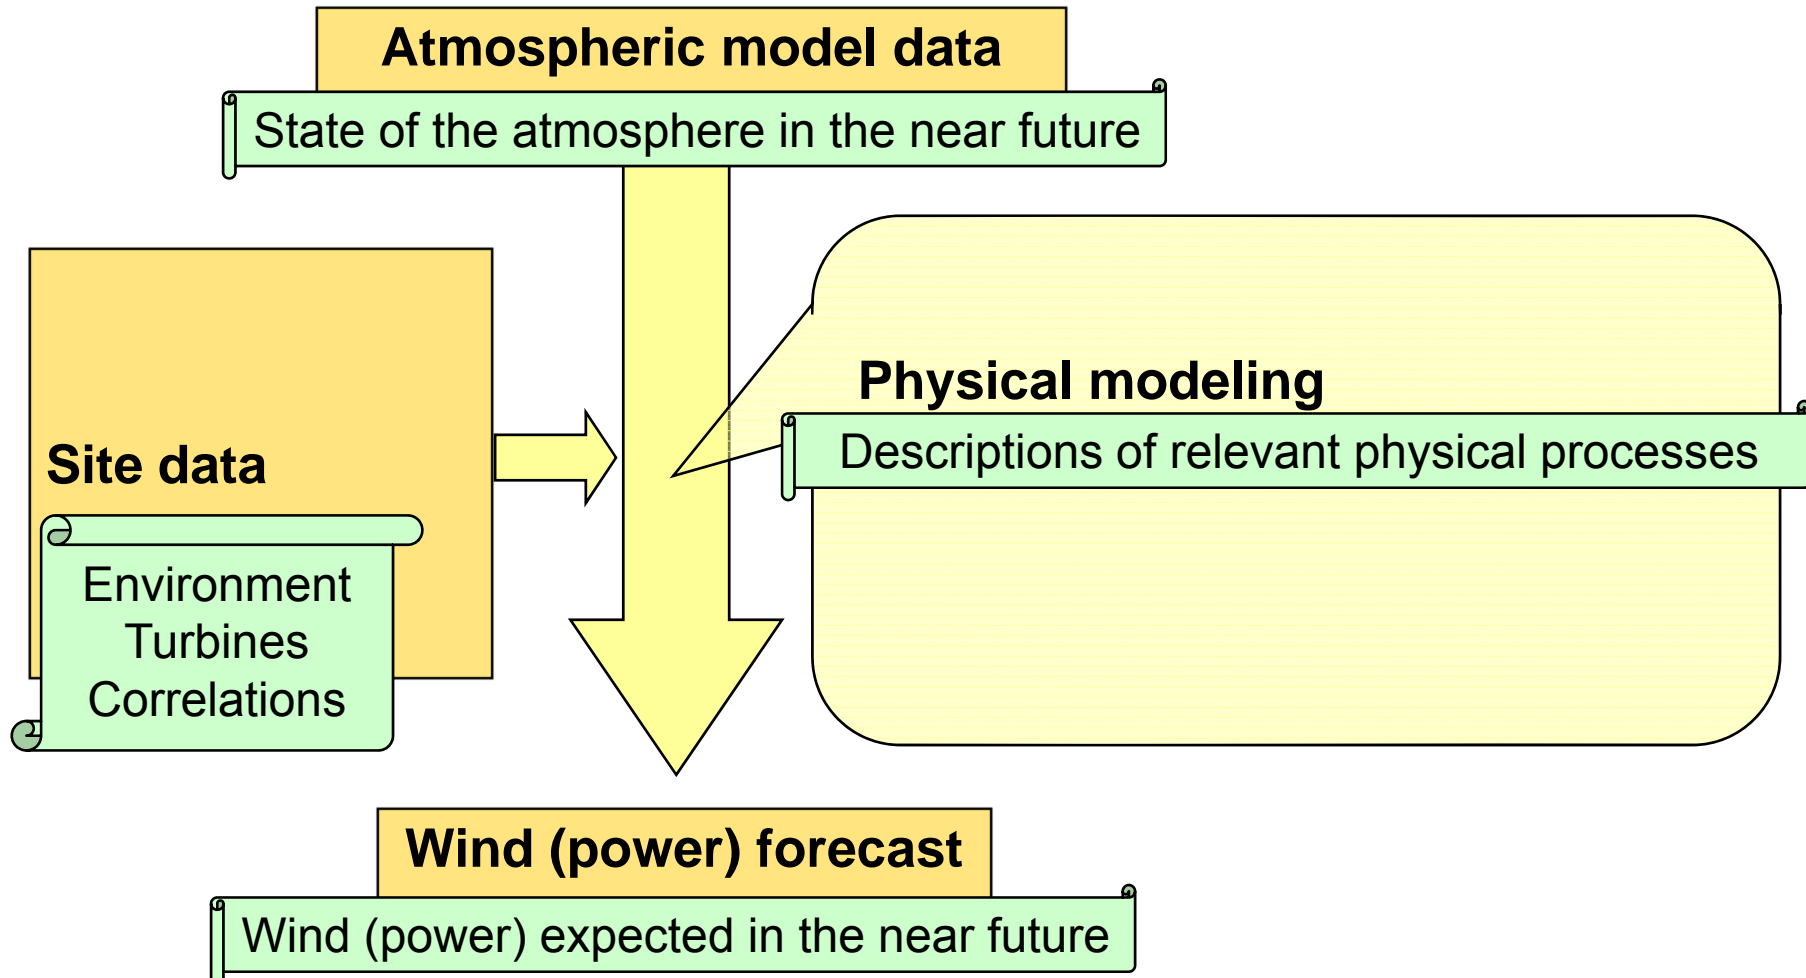 Atmospheric model data
State of the atmosphere in the near future
Physical modeling
Descriptions of relevant physical processes
Site data
Environment
Turbines
Correlations
Wind (power) forecast
Wind (power) expected in the near future